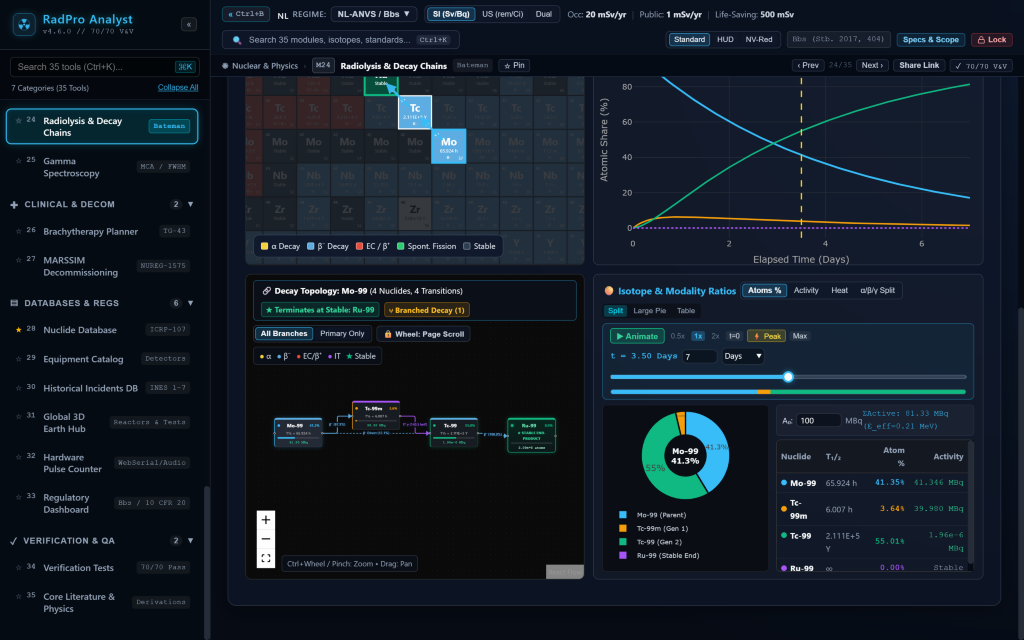 RadPro Analyst
v4.6.0 // 70/70 V&V
«
Search 35 tools (Ctrl+K)...
⌘K
7 Categories (35 Tools)
Collapse All
24 Radiolysis & Decay Chains
Bateman
25 Gamma Spectroscopy
MCA / FWHM
CLINICAL & DECOM 2 ▼
26 Brachytherapy Planner
TG-43
27 MARSSIM Decommissioning
NUREG-1575
DATABASES & REGS 6 ▼
28 Nuclide Database
ICRP-107
29 Equipment Catalog
Detectors
30 Historical Incidents DB
INES 1-7
31 Global 3D Earth Hub
Reactors & Tests
32 Hardware Pulse Counter
WebSerial/Audio
33 Regulatory Dashboard
Bbs / 10 CFR 20
✓ VERIFICATION & QA 2 ▼
34 Verification Tests
70/70 Pass
35 Core Literature & Physics
Derivations
« Ctrl+B
NL REGIME:
NL-ANVS / Bbs ▼
SI (Sv/Bq) US (rem/Ci) Dual
Occ: 20 mSv/yr | Public: 1 mSv/yr | Life-Saving: 500 mSv
Search 35 modules, isotopes, standards... Ctrl+K
Standard HUD NV-Red
Bbs (Stb. 2017, 404)
Specs & Scope
Lock
Nuclear & Physics › M24 Radiolysis & Decay Chains Bateman ☆ Pin
‹ Prev 24/35 Next ›
Share Link
✓ 70/70 V&V
Stable
Tc
Mo
65.924 h
Nb
Zr
α Decay β⁻ Decay EC / β⁺ Spont. Fission Stable
Atomic Share (%)
80
60
40
20
0
0 2 4 6
Elapsed Time (Days)
Decay Topology: Mo-99 (4 Nuclides, 4 Transitions)
★ Terminates at Stable: Ru-99
Branched Decay (1)
All Branches Primary Only
Wheel: Page Scroll
α β⁻ EC/β⁺ IT ★ Stable
Mo-99
Tc-99m
Tc-99
Ru-99
+
−
Ctrl+Wheel / Pinch: Zoom • Drag: Pan
Isotope & Modality Ratios
Atoms % Activity Heat α/β/γ Split
Split Large Pie Table
▶ Animate 0.5x 1x 2x t=0 Peak Max
t = 3.50 Days 7 Days ▼
Mo-99
41.3%
41.3%
55%
Mo-99 (Parent)
Tc-99m (Gen 1)
Tc-99 (Gen 2)
Ru-99 (Stable End)
A₀: 100 MBq
ΣActive: 81.33 MBq
(E_eff=0.21 MeV)
Nuclide T₁/₂ Atom % Activity
Mo-99 65.924 h 41.35% 41.346 MBq
Tc-99m 6.007 h 3.64% 39.980 MBq
Tc-99 2.111E+5 Y 55.01% 1.96e-6 MBq
Ru-99 ∞ 0.00% Stable